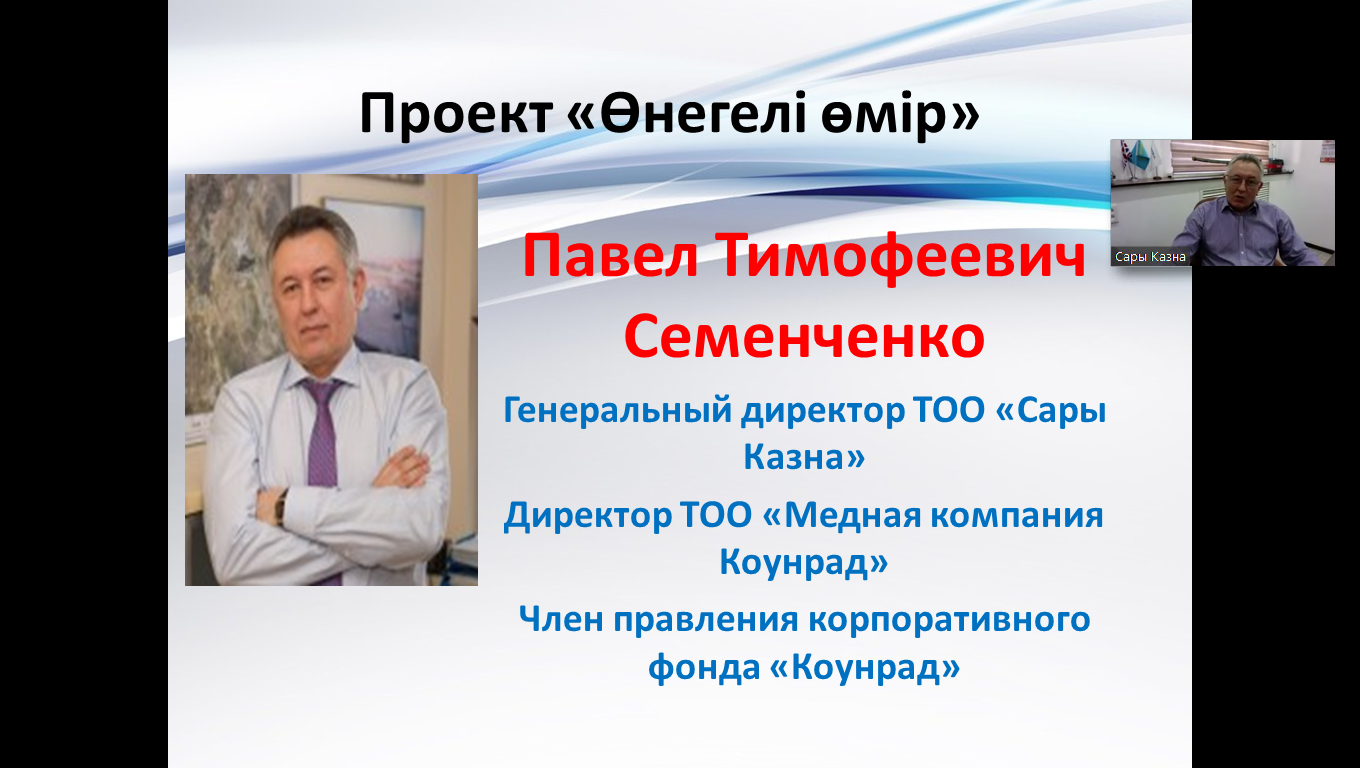 Проект «Өнегелі өмір»
Павел Тимофеевич
Семенченко
Генеральный директор ТОО «Сары
Казна»
Директор ТОО «Медная компания
Коунрад»
Член правления корпоративного
фонда «Коунрад»
Сары Казна